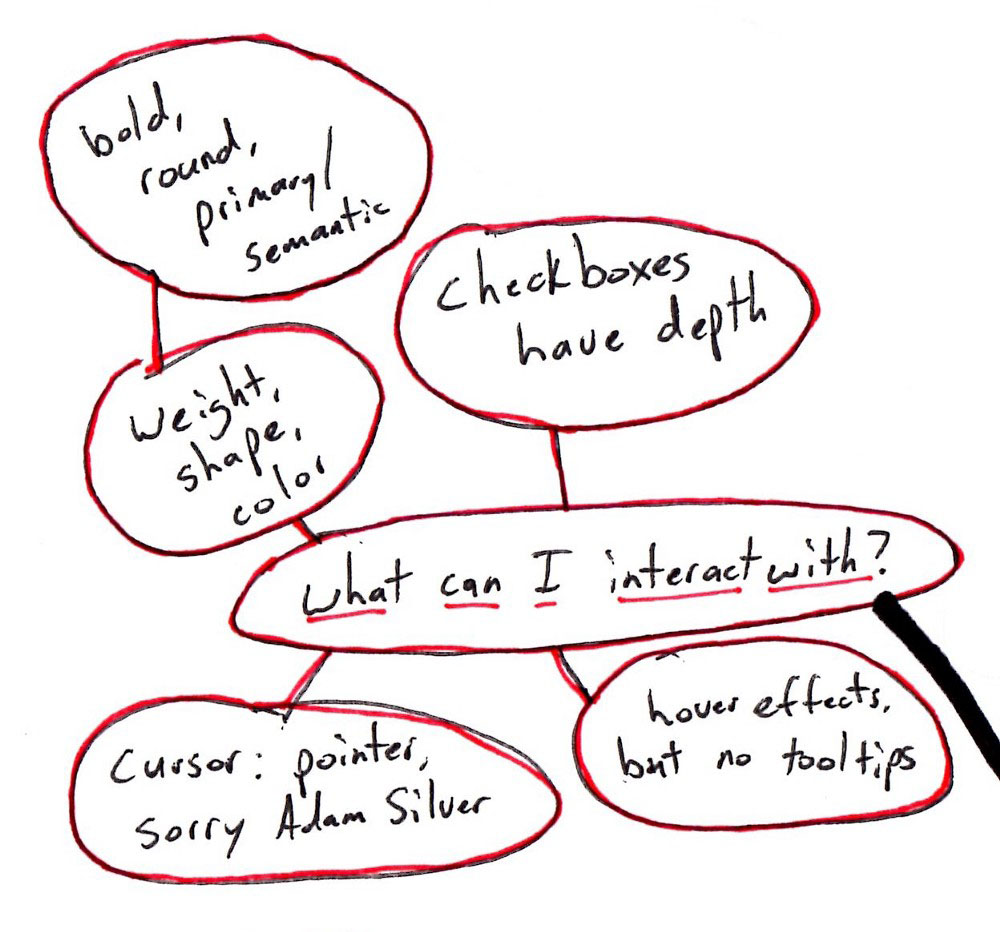 bold,
round,
primary/
semantic
checkboxes
have depth
weight,
shape,
color
what can I interact with?
cursor: pointer,
sorry Adam Silver
hover effects,
but no tooltips